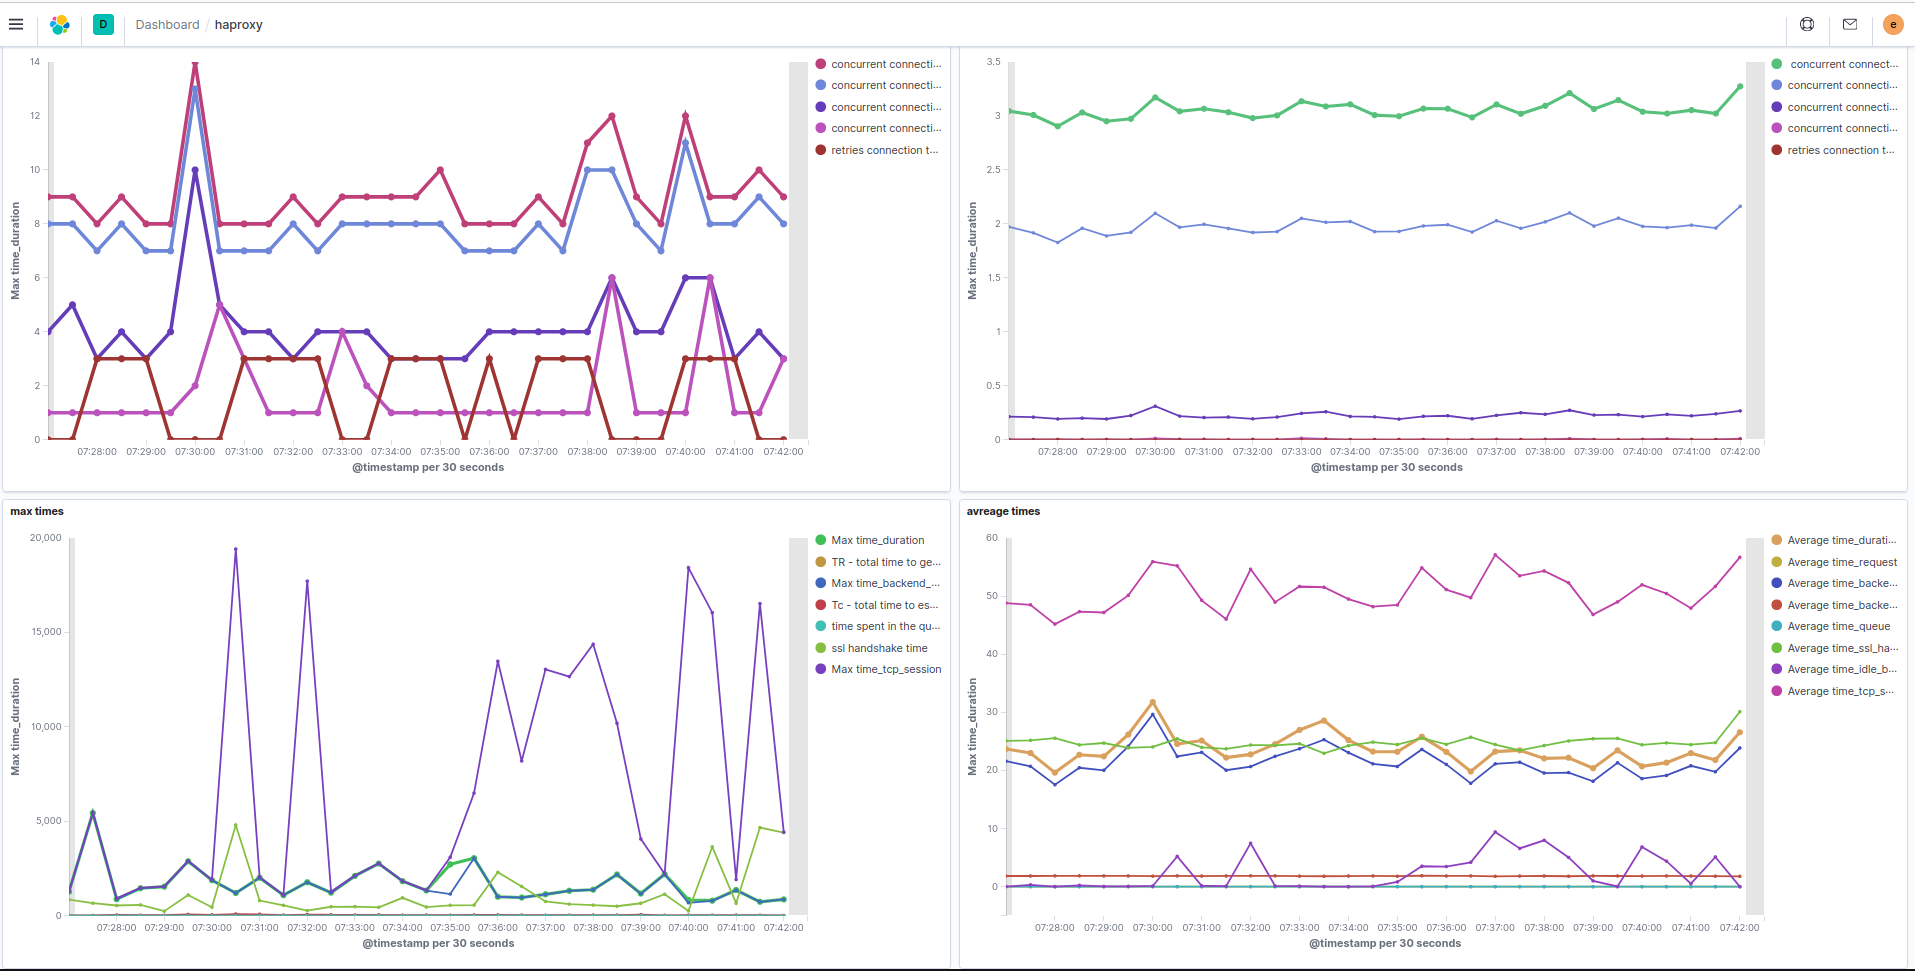 D Dashboard / haproxy e
14
12
10
8
6
4
2
0
Max time_duration
07:28:00 07:29:00 07:30:00 07:31:00 07:32:00 07:33:00 07:34:00 07:35:00 07:36:00 07:37:00 07:38:00 07:39:00 07:40:00 07:41:00 07:42:00
@timestamp per 30 seconds
concurrent connecti...
concurrent connecti...
concurrent connecti...
concurrent connecti...
retries connection t...
3.5
3
2.5
2
1.5
1
0.5
0
Max time_duration
07:28:00 07:29:00 07:30:00 07:31:00 07:32:00 07:33:00 07:34:00 07:35:00 07:36:00 07:37:00 07:38:00 07:39:00 07:40:00 07:41:00 07:42:00
@timestamp per 30 seconds
concurrent connect...
concurrent connecti...
concurrent connecti...
concurrent connecti...
retries connection t...
max times
20,000
15,000
10,000
5,000
0
Max time_duration
07:28:00 07:29:00 07:30:00 07:31:00 07:32:00 07:33:00 07:34:00 07:35:00 07:36:00 07:37:00 07:38:00 07:39:00 07:40:00 07:41:00 07:42:00
@timestamp per 30 seconds
Max time_duration
TR - total time to ge...
Max time_backend_...
Tc - total time to es...
time spent in the qu...
ssl handshake time
Max time_tcp_session
avreage times
60
50
40
30
20
10
0
Max time_duration
07:28:00 07:29:00 07:30:00 07:31:00 07:32:00 07:33:00 07:34:00 07:35:00 07:36:00 07:37:00 07:38:00 07:39:00 07:40:00 07:41:00 07:42:00
@timestamp per 30 seconds
Average time_durati...
Average time_request
Average time_backe...
Average time_backe...
Average time_queue
Average time_ssl_ha...
Average time_idle_b...
Average time_tcp_s...